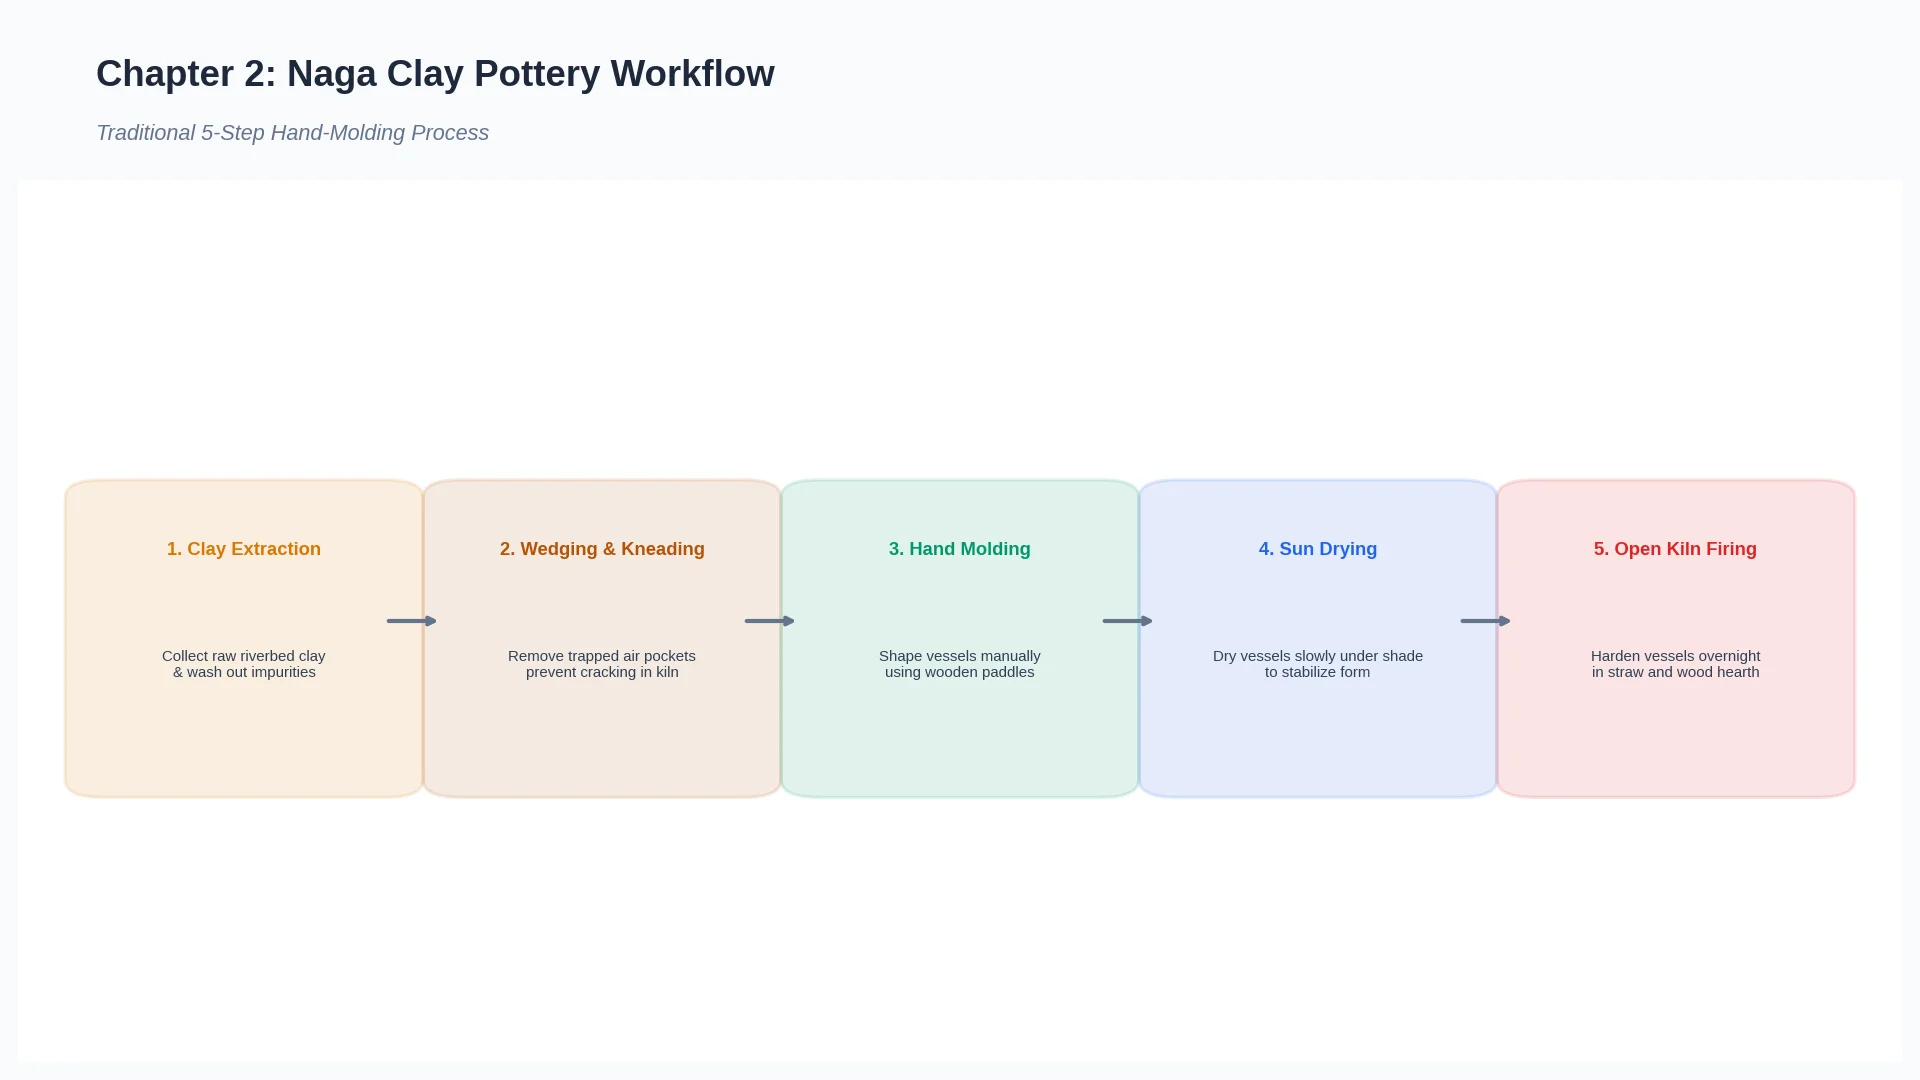 Chapter 2: Naga Clay Pottery Workflow
Traditional 5-Step Hand-Molding Process
1. Clay Extraction
Collect raw riverbed clay
& wash out impurities
2. Wedging & Kneading
Remove trapped air pockets
prevent cracking in kiln
3. Hand Molding
Shape vessels manually
using wooden paddles
4. Sun Drying
Dry vessels slowly under shade
to stabilize form
5. Open Kiln Firing
Harden vessels overnight
in straw and wood hearth